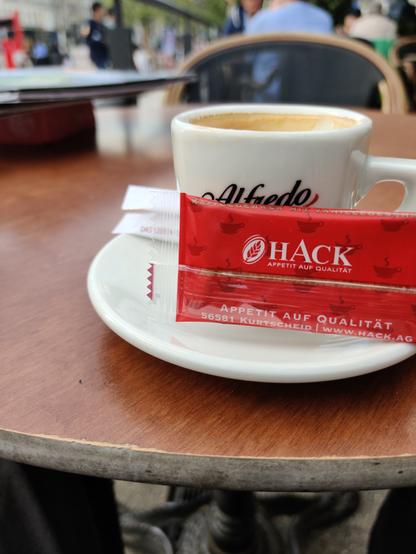 Alfredo
HACK
APPETIT AUF QUALITÄT
APPETIT AUF QUALITÄT
56581 KURTSCHEID | WWW.HACK.AG